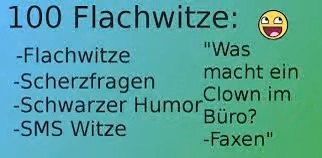 100 Flachwitze:
-Flachwitze
-Scherzfragen
-Schwarzer Humor
-SMS Witze
"Was
macht ein
Clown im
Büro?
-Faxen"